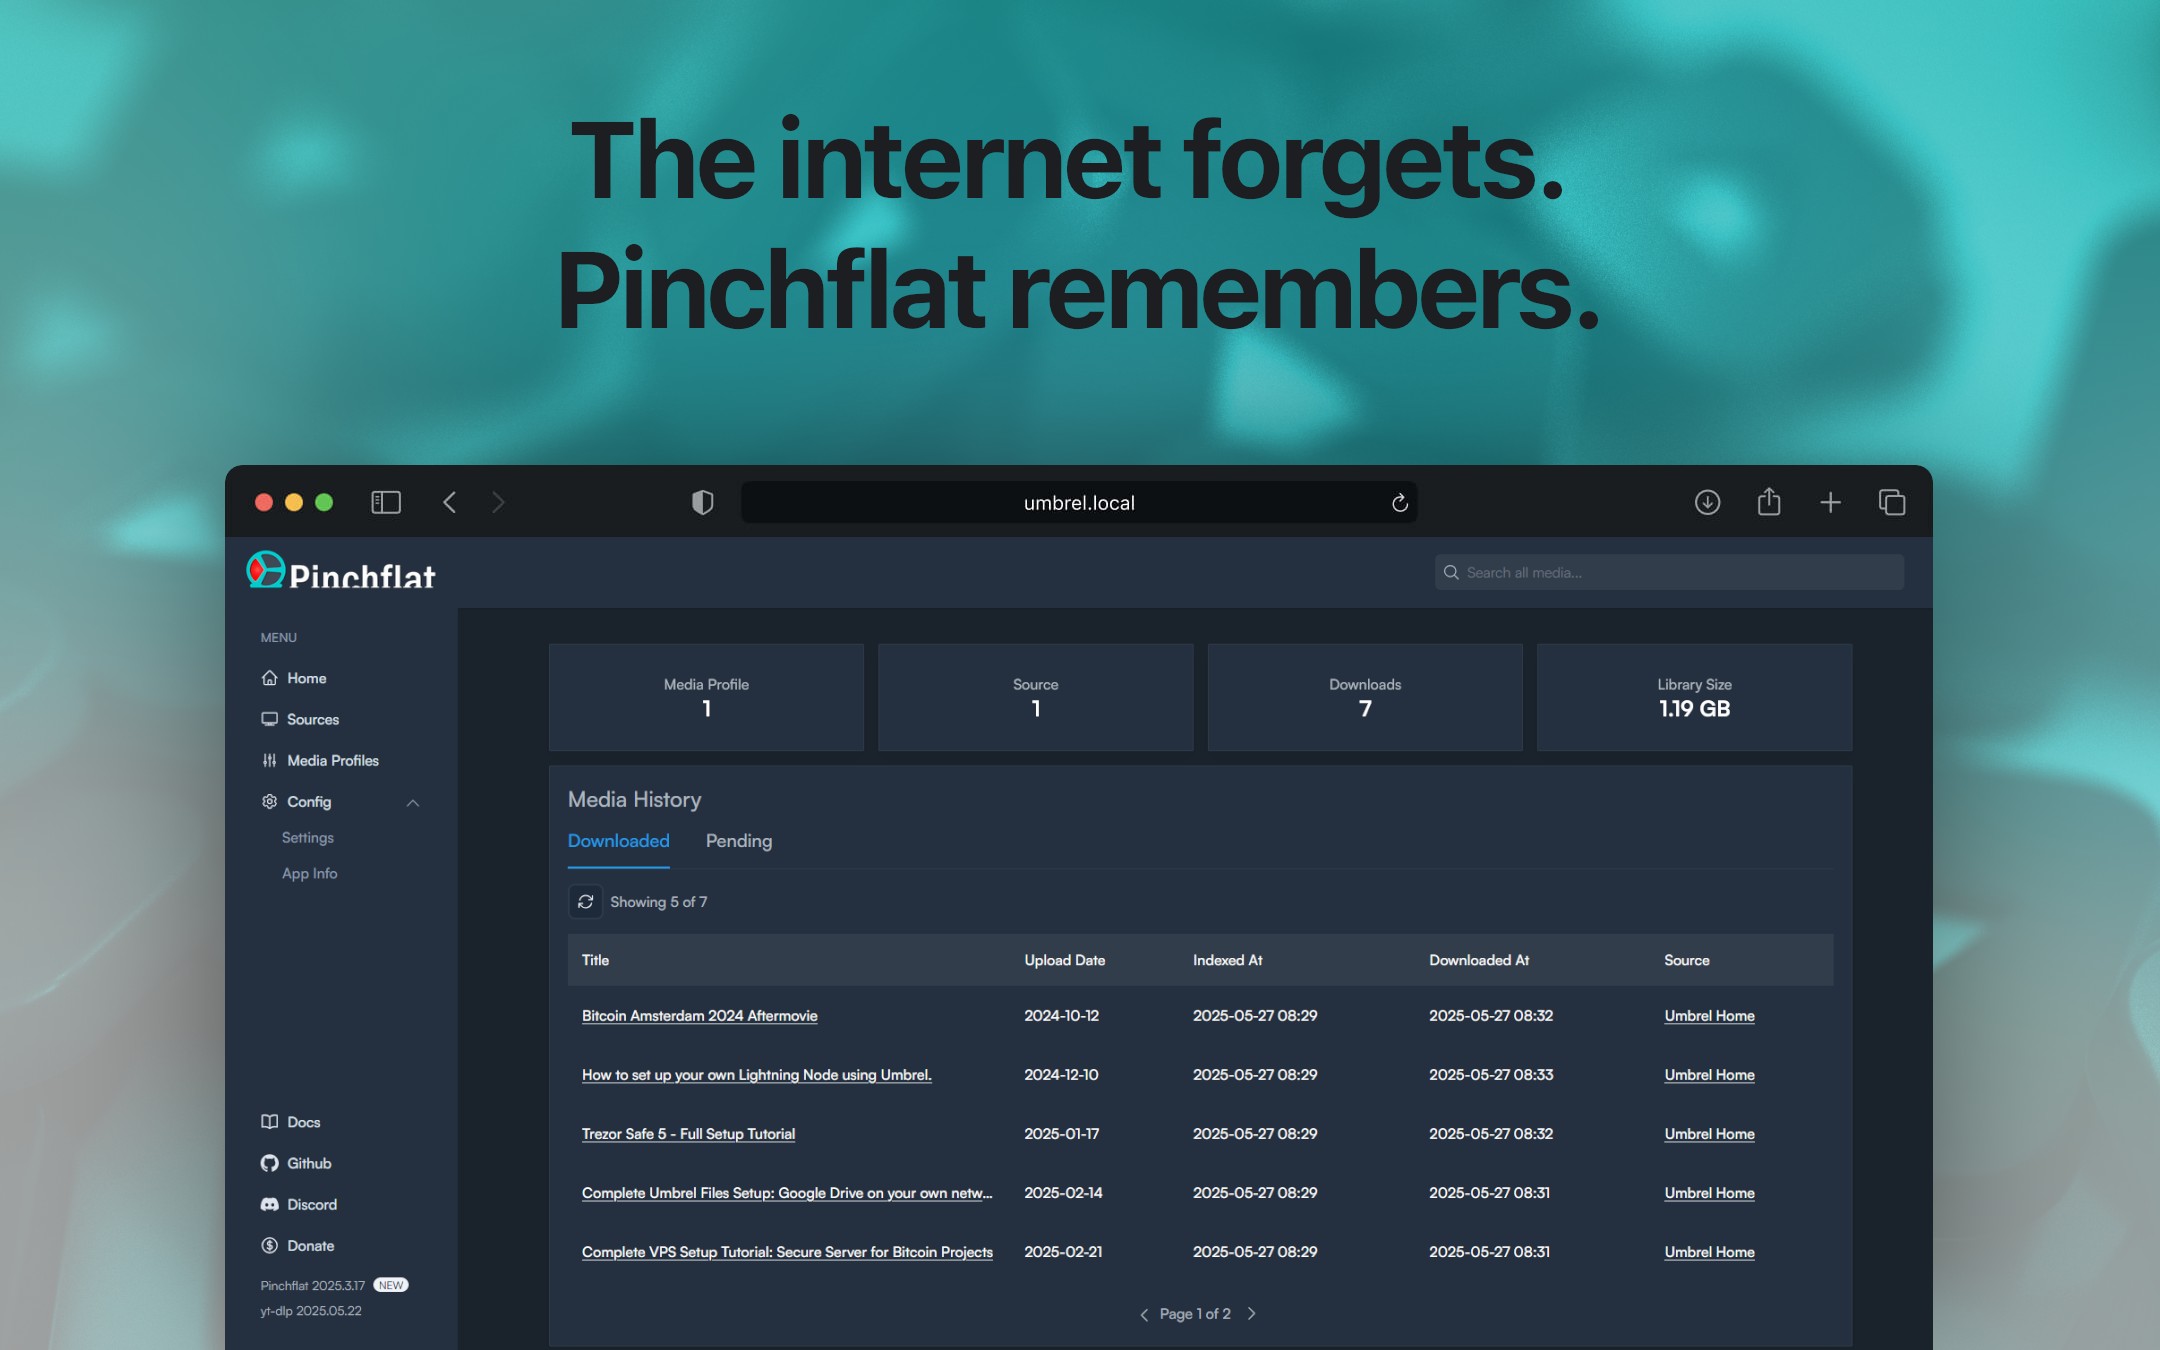 The internet forgets.
Pinchflat remembers.
umbrel.local
Pinchflat
Search all media...
MENU
Home
Sources
Media Profiles
Config
Settings
App Info
Docs
Github
Discord
Donate
Pinchflat 2025.3.17 NEW
yt-dlp 2025.05.22
Media Profile
1
Source
1
Downloads
7
Library Size
1.19 GB
Media History
Downloaded Pending
Showing 5 of 7
Title Upload Date Indexed At Downloaded At Source
Bitcoin Amsterdam 2024 Aftermovie 2024-10-12 2025-05-27 08:29 2025-05-27 08:32 Umbrel Home
How to set up your own Lightning Node using Umbrel. 2024-12-10 2025-05-27 08:29 2025-05-27 08:33 Umbrel Home
Trezor Safe 5 - Full Setup Tutorial 2025-01-17 2025-05-27 08:29 2025-05-27 08:32 Umbrel Home
Complete Umbrel Files Setup: Google Drive on your own netw... 2025-02-14 2025-05-27 08:29 2025-05-27 08:31 Umbrel Home
Complete VPS Setup Tutorial: Secure Server for Bitcoin Projects 2025-02-21 2025-05-27 08:29 2025-05-27 08:31 Umbrel Home
Page 1 of 2